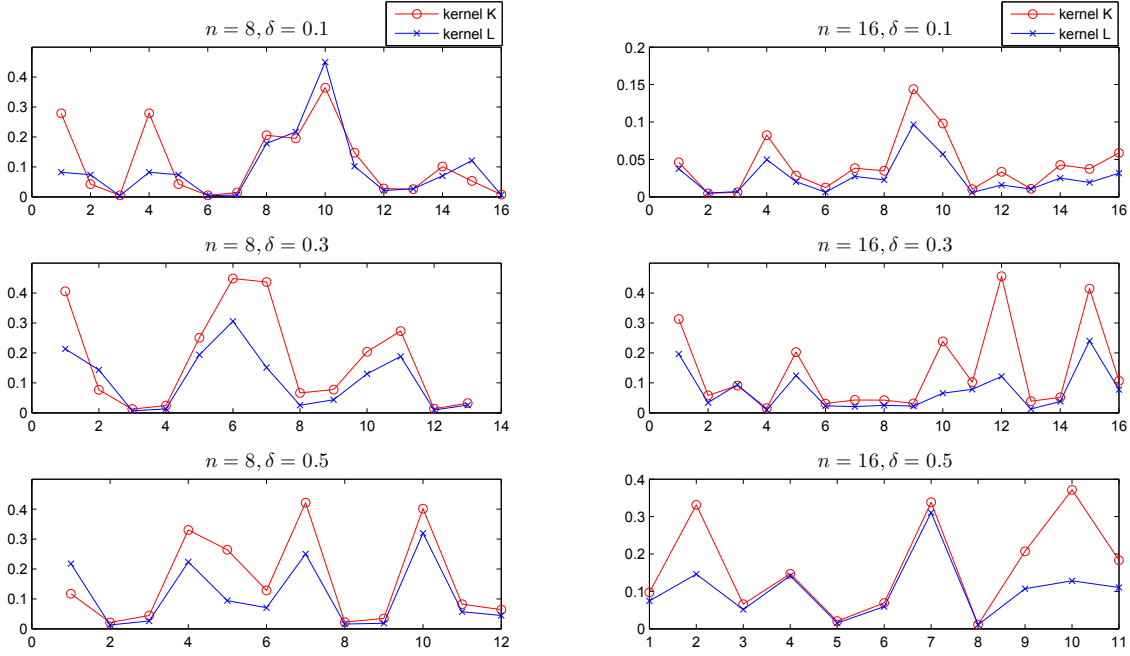 kernel K
kernel L
n = 8, δ = 0.1
0.4
0.3
0.2
0.1
0
0 2 4 6 8 10 12 14 16
kernel K
kernel L
n = 16, δ = 0.1
0.2
0.15
0.1
0.05
0
0 2 4 6 8 10 12 14 16
n = 8, δ = 0.3
0.4
0.3
0.2
0.1
0
0 2 4 6 8 10 12 14
n = 16, δ = 0.3
0.4
0.3
0.2
0.1
0
0 2 4 6 8 10 12 14 16
n = 8, δ = 0.5
0.4
0.3
0.2
0.1
0
0 2 4 6 8 10 12
n = 16, δ = 0.5
0.4
0.3
0.2
0.1
0
1 2 3 4 5 6 7 8 9 10 11